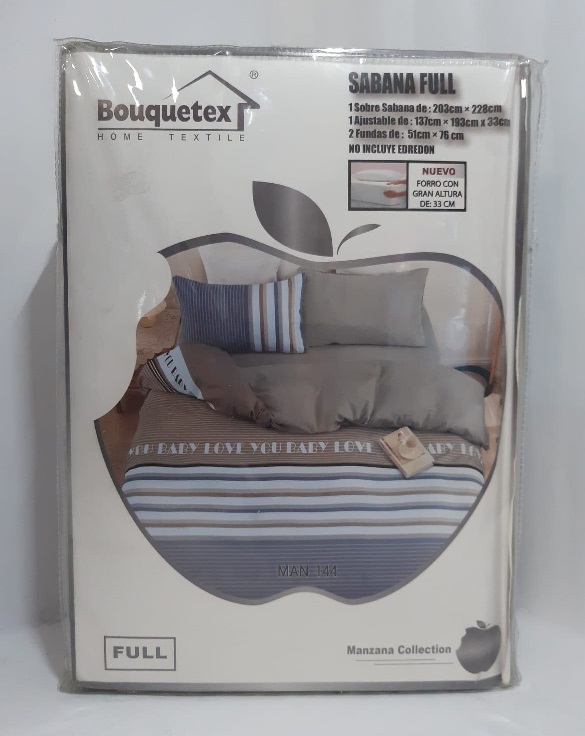 Bouquetex®
HOME TEXTILE
SABANA FULL
1 Sobre Sabana de : 203cm × 228cm
1 Ajustable de : 137cm × 193cm x 33cm
2 Fundas de : 51cm × 76 cm
NO INCLUYE EDREDON
NUEVO
FORRO CON
GRAN ALTURA
DE: 33 CM
YOU BABY
YOU BABY LOVE YOU BABY LOVE
MAN-144
FULL
Manzana Collection